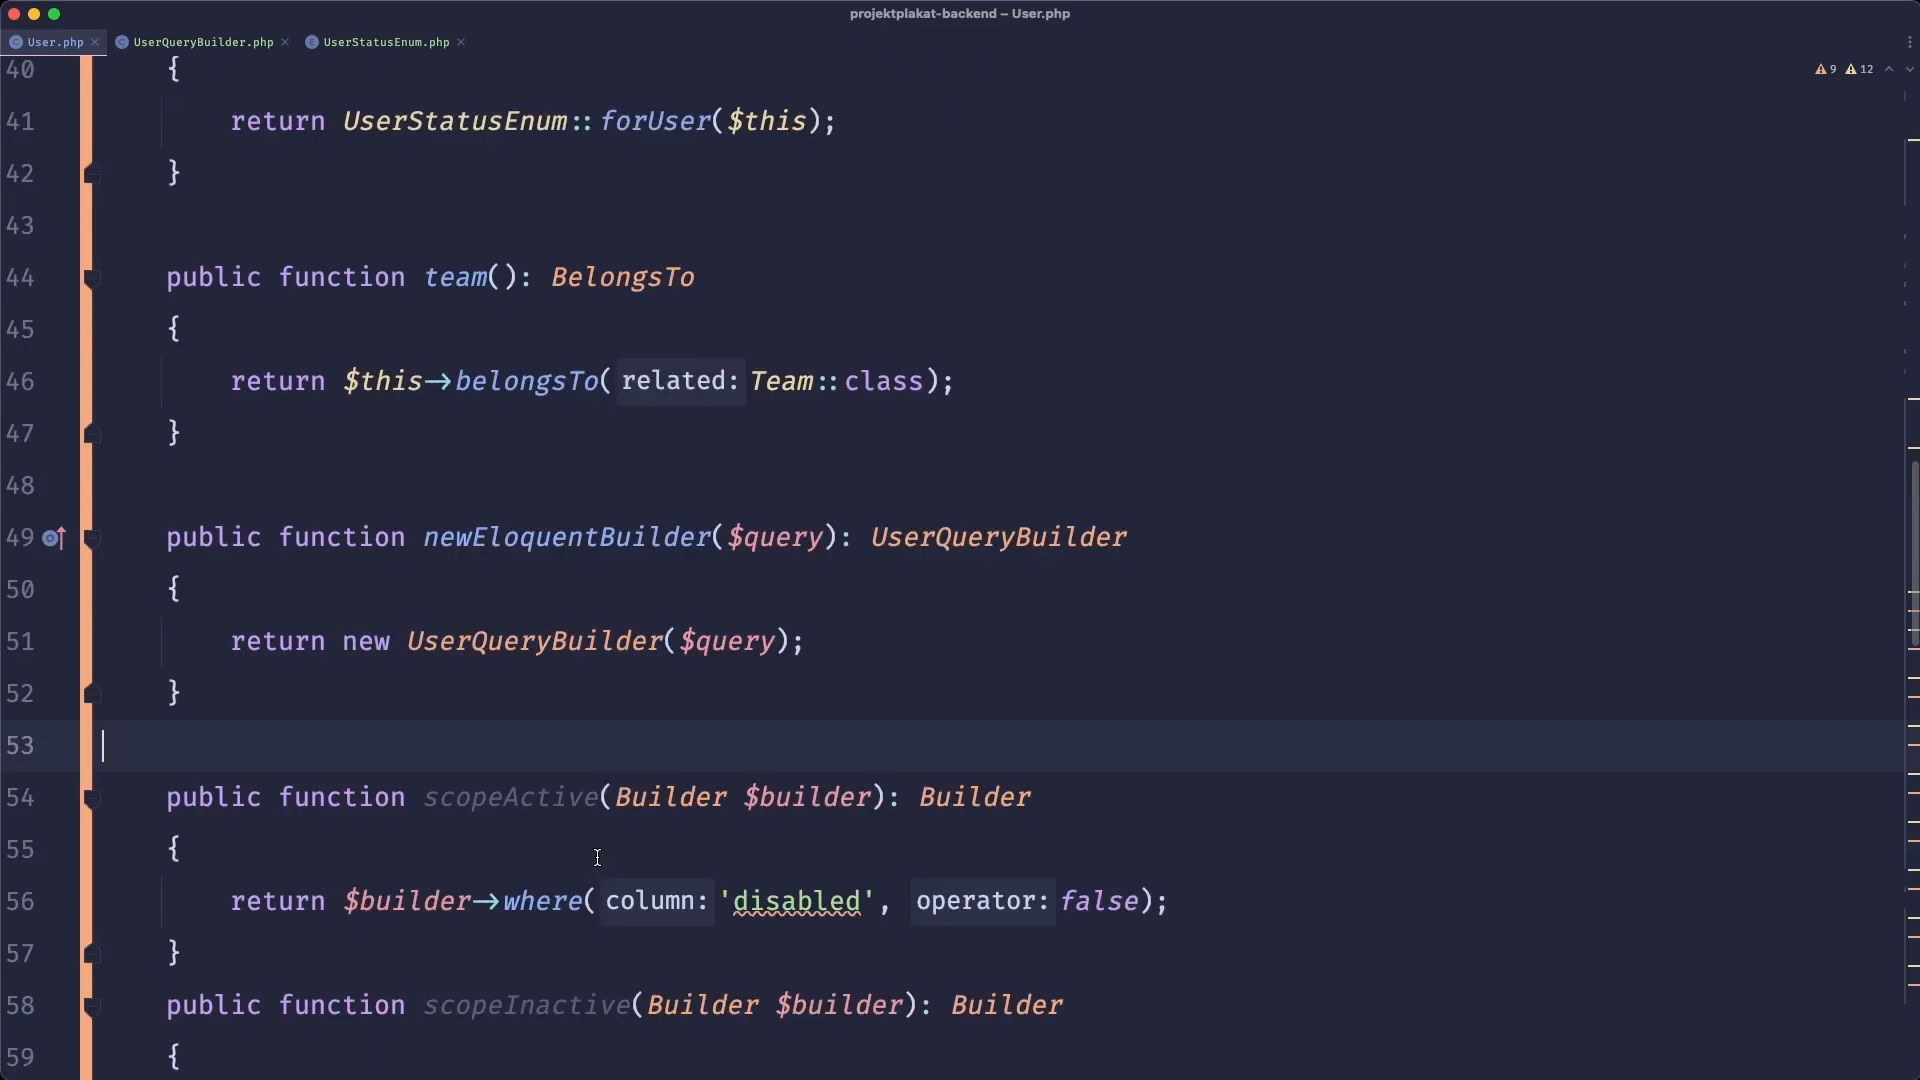 projektplakat-backend – User.php
User.php UserQueryBuilder.php UserStatusEnum.php
9 12
40 {
41 return UserStatusEnum::forUser($this);
42 }
43
44 public function team(): BelongsTo
45 {
46 return $this->belongsTo( related: Team::class);
47 }
48
49 public function newEloquentBuilder($query): UserQueryBuilder
50 {
51 return new UserQueryBuilder($query);
52 }
53
54 public function scopeActive(Builder $builder): Builder
55 {
56 return $builder->where( column: 'disabled', operator: false);
57 }
58 public function scopeInactive(Builder $builder): Builder
59 {